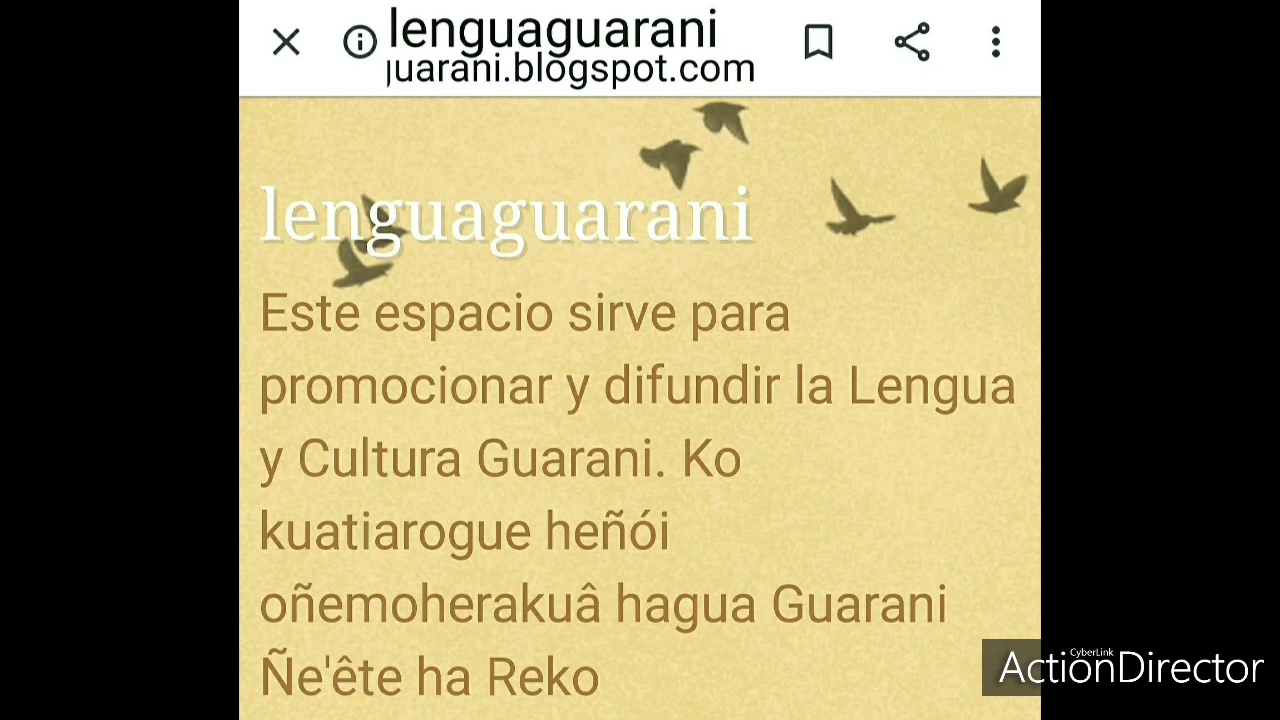 lenguaguarani
guarani.blogspot.com
lenguaguarani
Este espacio sirve para
promocionar y difundir la Lengua
y Cultura Guarani. Ko
kuatiarogue heñói
oñemoherakuâ hagua Guarani
Ñe'ête ha Reko
CyberLink
ActionDirector